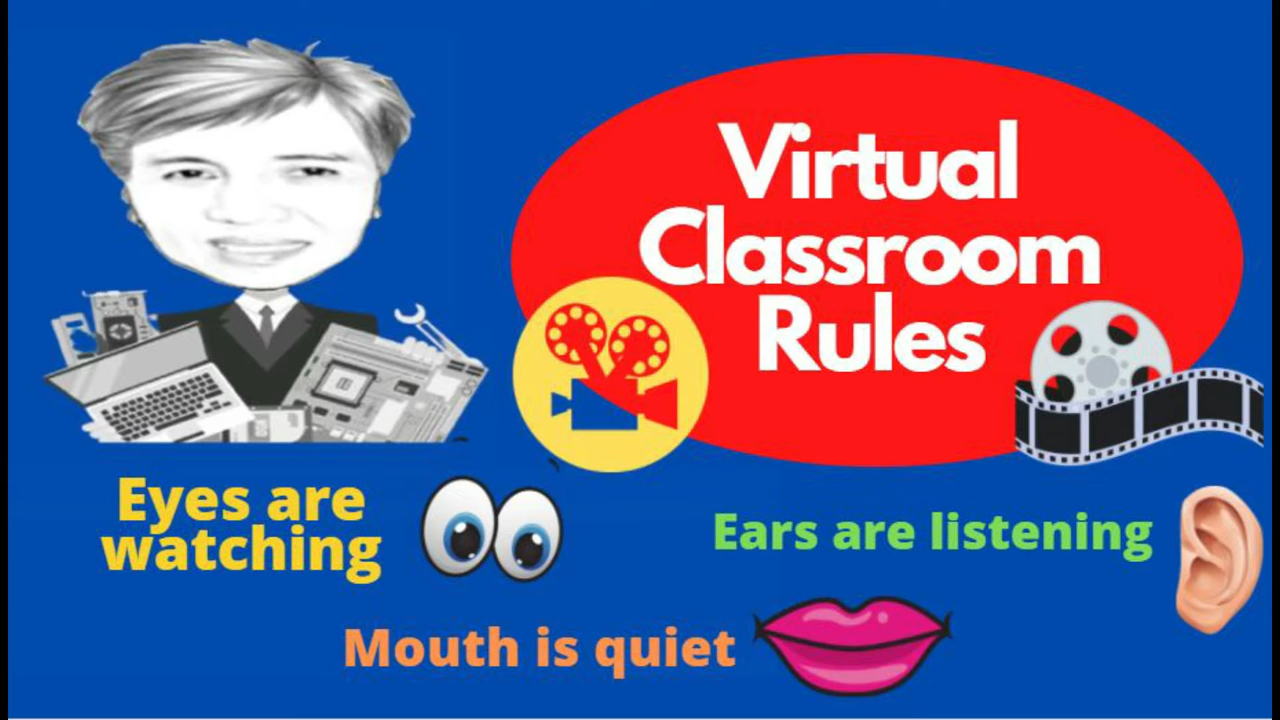 Virtual
Classroom
Rules
Eyes are
watching
Ears are listening
Mouth is quiet